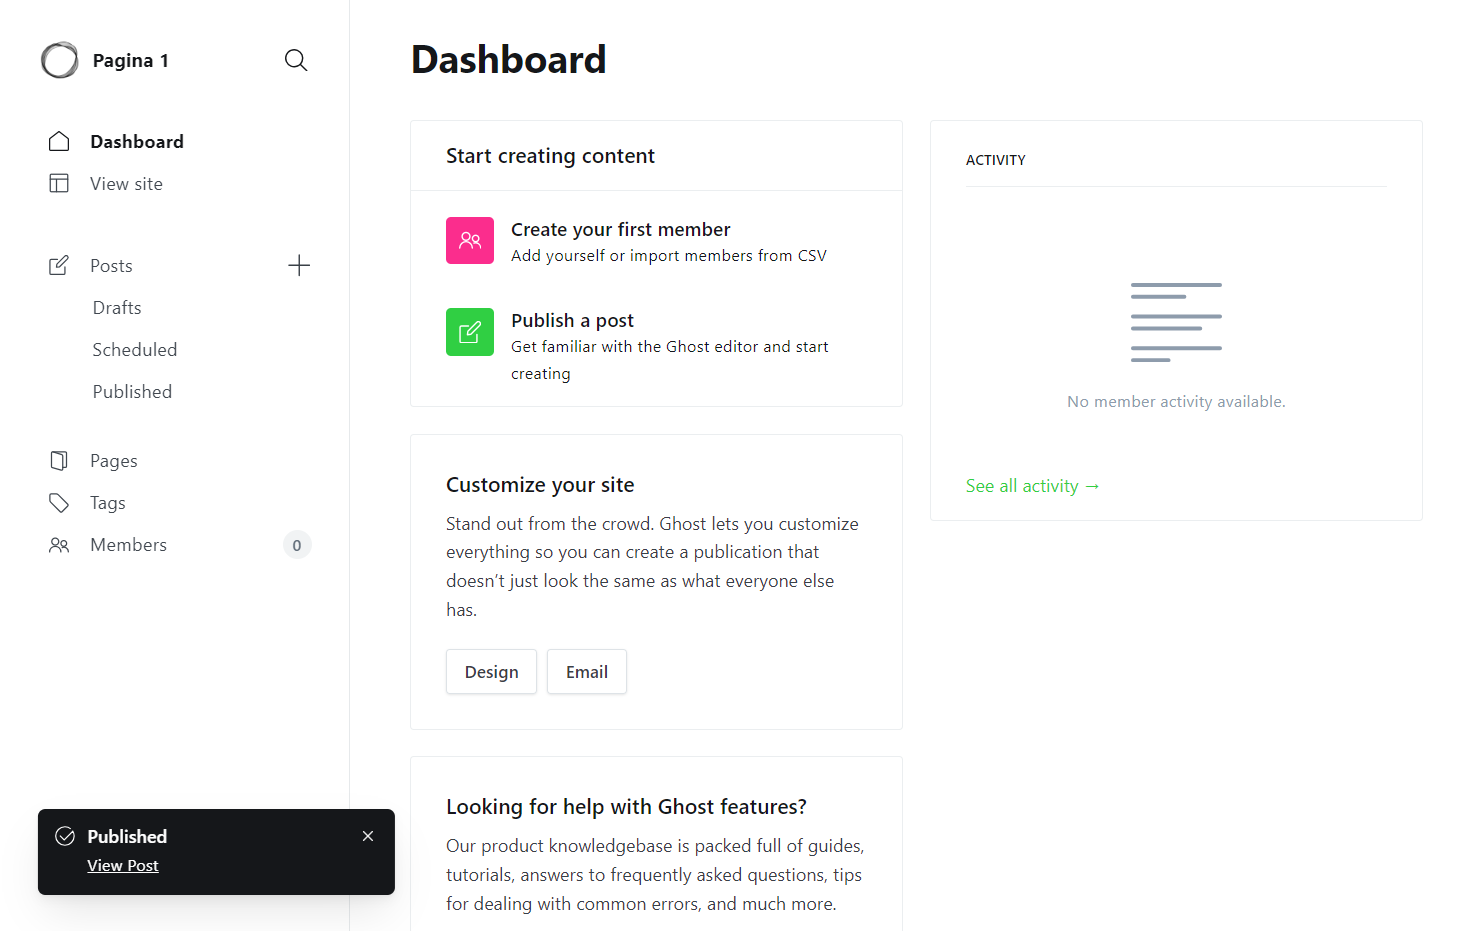 Pagina 1
Dashboard
View site
Posts
Drafts
Scheduled
Published
Pages
Tags
Members
0
Published
View Post
Dashboard
Start creating content
Create your first member
Add yourself or import members from CSV
Publish a post
Get familiar with the Ghost editor and start
creating
Customize your site
Stand out from the crowd. Ghost lets you customize
everything so you can create a publication that
doesn’t just look the same as what everyone else
has.
Design
Email
Looking for help with Ghost features?
Our product knowledgebase is packed full of guides,
tutorials, answers to frequently asked questions, tips
for dealing with common errors, and much more.
ACTIVITY
No member activity available.
See all activity →